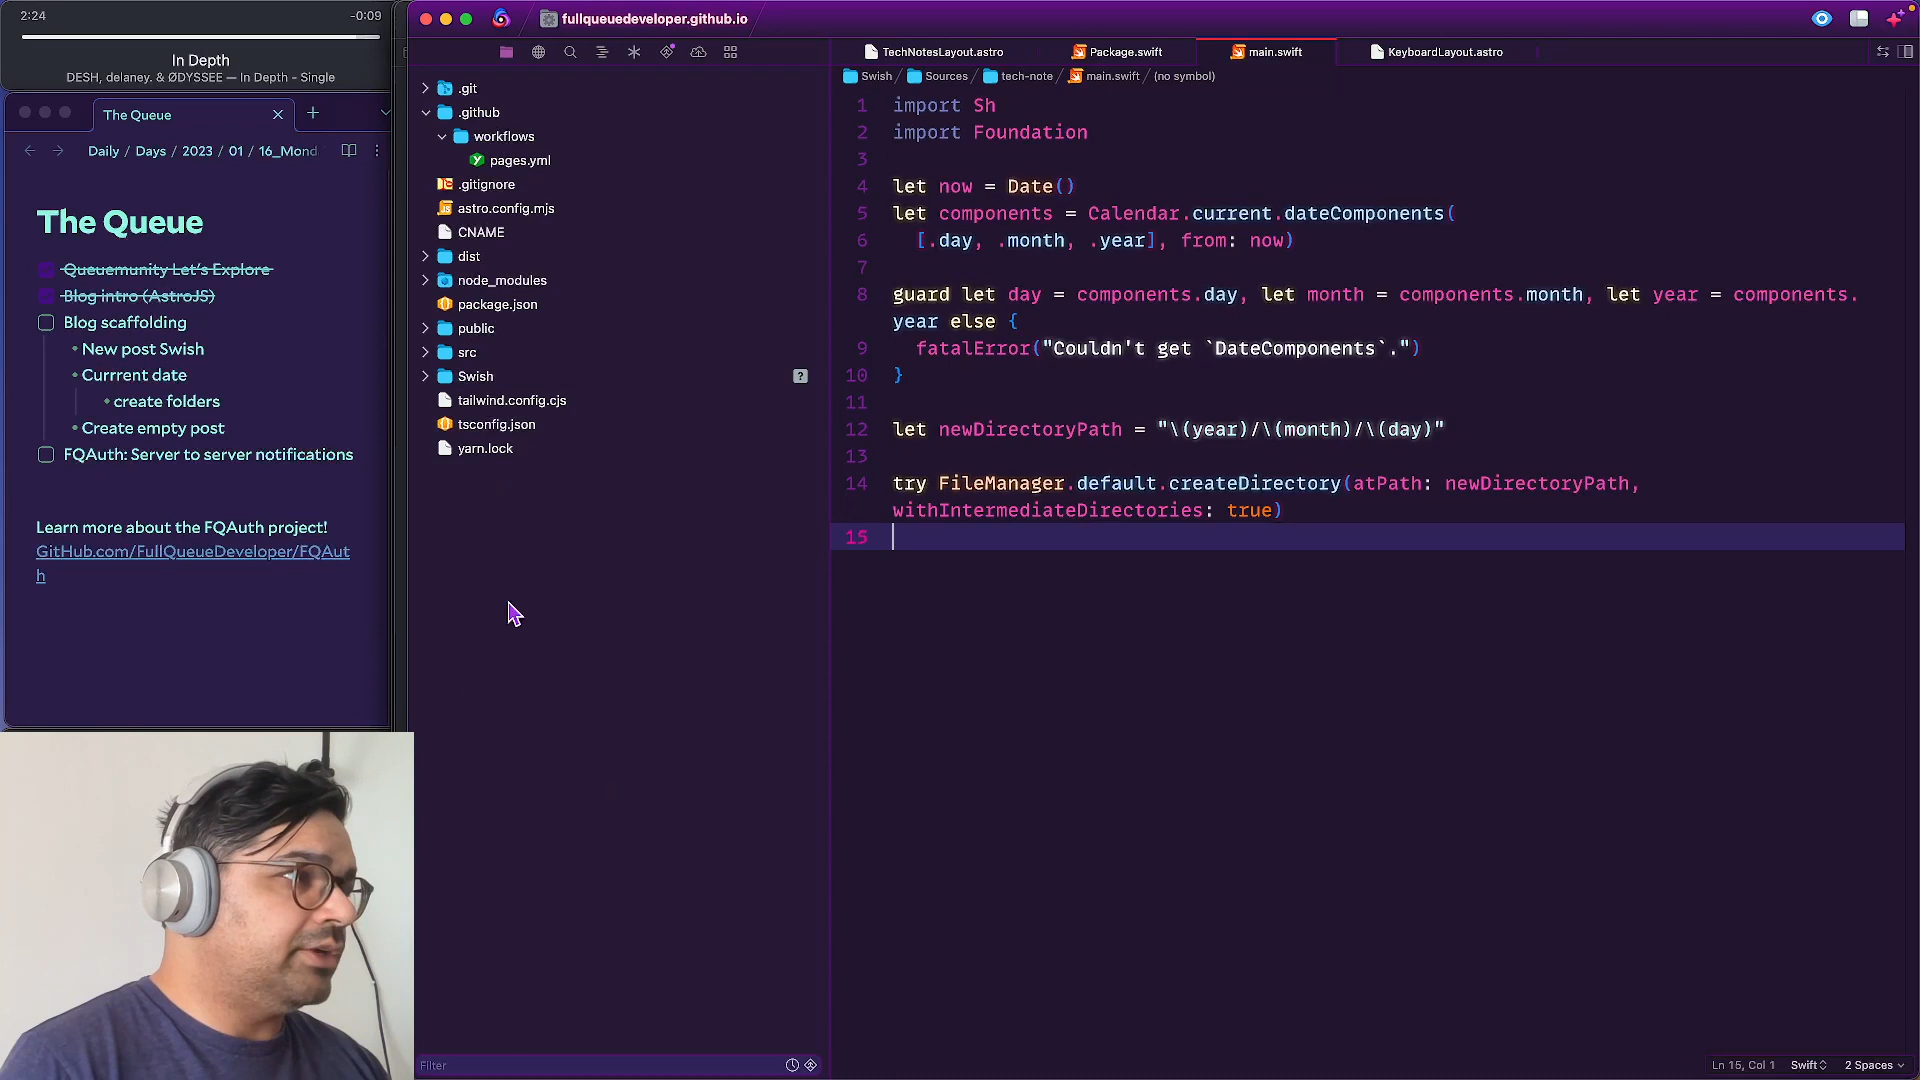 2:24
-0:09
In Depth
DESH, delaney. & ØDYSSEE — In Depth - Single
The Queue
Daily / Days / 2023 / 01 / 16_Mond
The Queue
Queuemunity Let's Explore
Blog intro (AstroJS)
Blog scaffolding
• New post Swish
• Currrent date
• create folders
• Create empty post
FQAuth: Server to server notifications
Learn more about the FQAuth project!
GitHub.com/FullQueueDeveloper/FQAut
h
fullqueuedeveloper.github.io
.git
.github
workflows
pages.yml
.gitignore
astro.config.mjs
CNAME
dist
node_modules
package.json
public
src
Swish
?
tailwind.config.cjs
tsconfig.json
yarn.lock
Filter
TechNotesLayout.astro
Package.swift
main.swift
KeyboardLayout.astro
Swish / Sources / tech-note / main.swift / (no symbol)
1 import Sh
2 import Foundation
3
4 let now = Date()
5 let components = Calendar.current.dateComponents(
6 [.day, .month, .year], from: now)
7
8 guard let day = components.day, let month = components.month, let year = components.
year else {
9 fatalError("Couldn't get `DateComponents`.")
10 }
11
12 let newDirectoryPath = "\(year)/\(month)/\(day)"
13
14 try FileManager.default.createDirectory(atPath: newDirectoryPath,
withIntermediateDirectories: true)
15
Ln 15, Col 1
Swift
2 Spaces